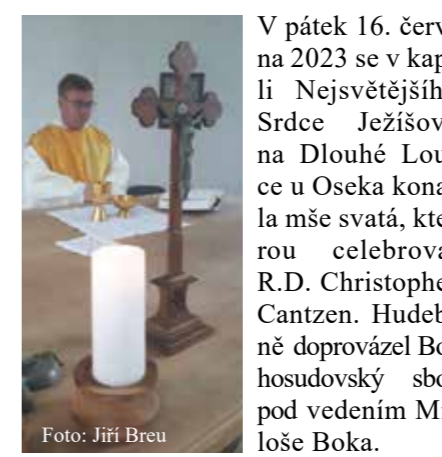 V pátek 16. červ
na 2023 se v kap
li Nejsvětějšíh
Srdce Ježíšov
na Dlouhé Lou
ce u Oseka kona
la mše svatá, kte
rou celebrova
R.D. Christophe
Cantzen. Hudeb
ně doprovázel Bo
hosudovský sbo
pod vedením Mi
loše Boka.
Foto: Jiří Breu